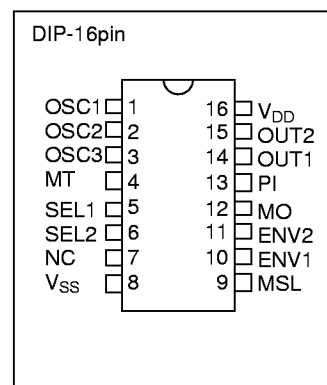 DIP-16pin
OSC1 1 16 VDD
OSC2 2 15 OUT2
OSC3 3 14 OUT1
MT 4 13 PI
SEL1 5 12 MO
SEL2 6 11 ENV2
NC 7 10 ENV1
VSS 8 9 MSL